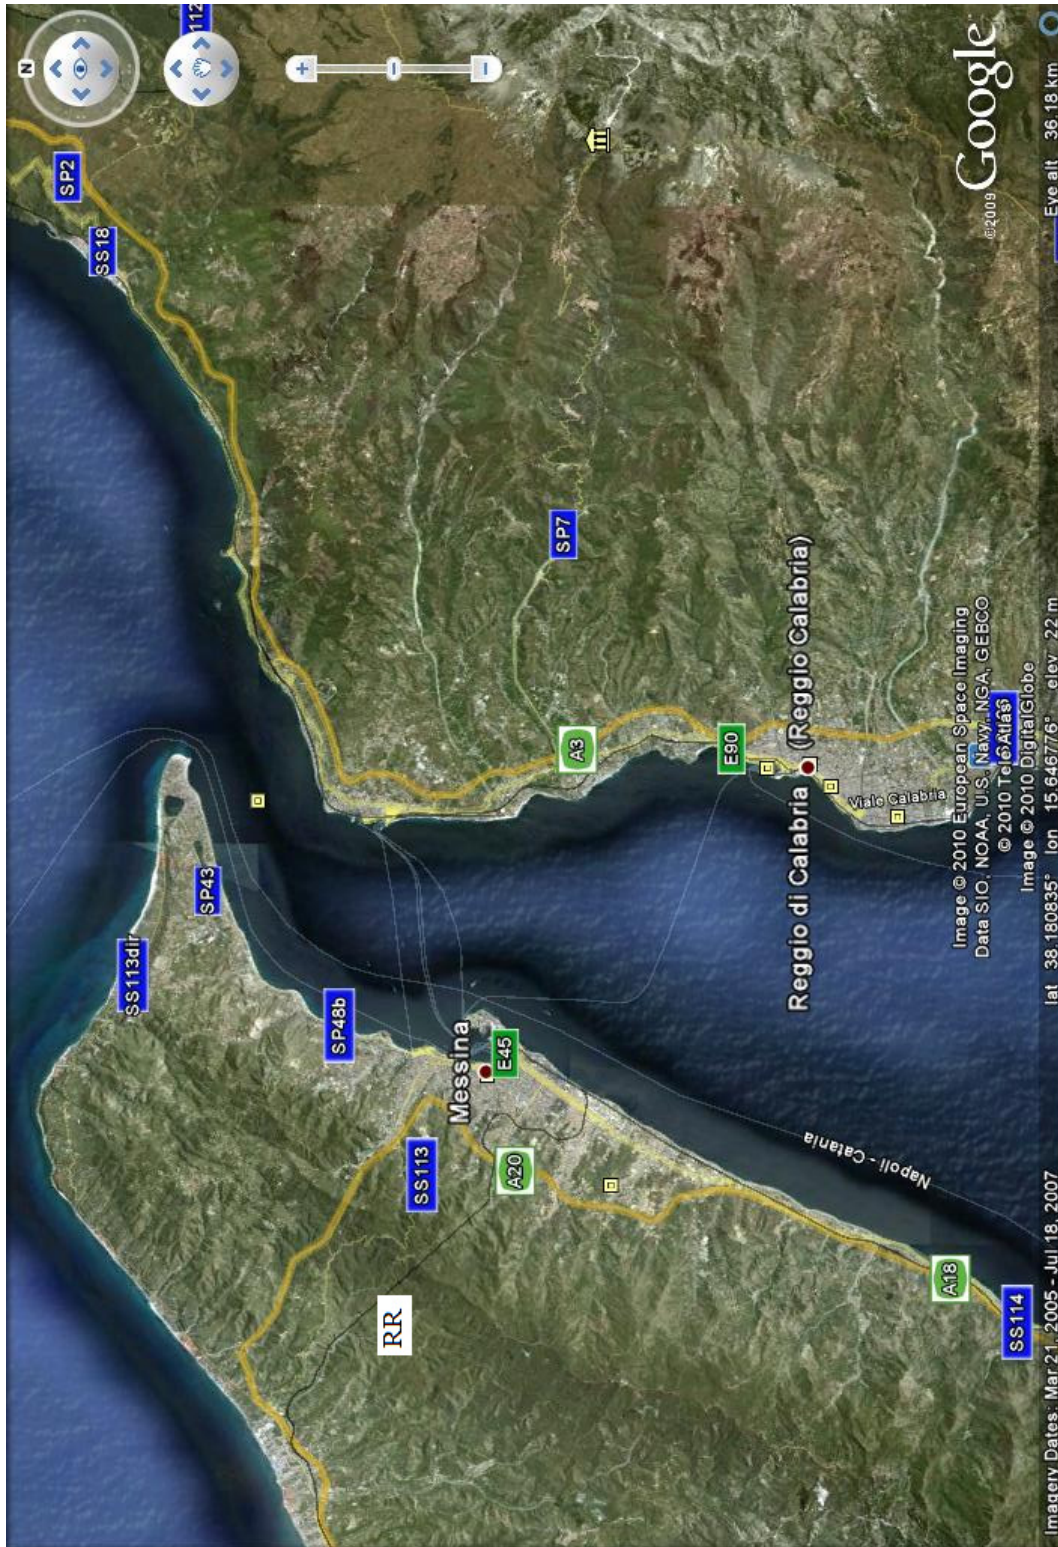 N
SP2
SS18
SS113dir
112
SP43
SP48b
RR
SS113
Messina
E45
A20
SP7
A3
E90
Reggio di Calabria (Reggio Calabria)
Viale Calabria
Napoli - Catania
A18
SS114
Image © 2010 European Space Imaging
Data SIO, NOAA, U.S. Navy, NGA, GEBCO
© 2010 Tele Atlas
Image © 2010 DigitalGlobe
©2009 Google
Imagery Dates: Mar 21, 2005 - Jul 18, 2007 lat 38.180835° lon 15.646776° elev 22 m Eye alt 36.18 km